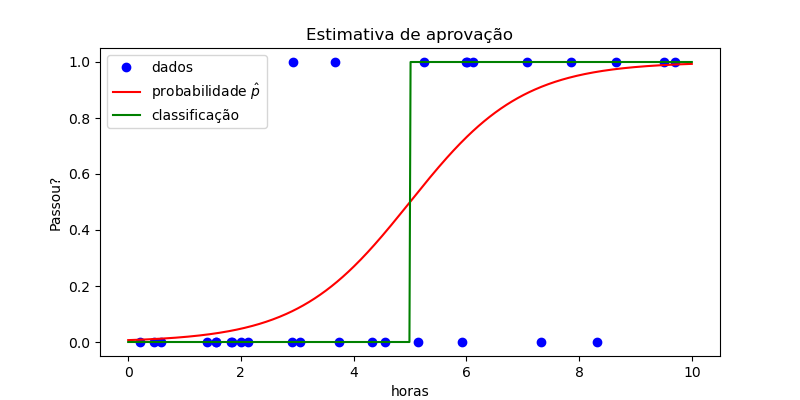 Estimativa de aprovação
1.0
0.8
0.6
0.4
0.2
0.0
Passou?
dados
probabilidade p̂
classificação
0
2
4
6
8
10
horas